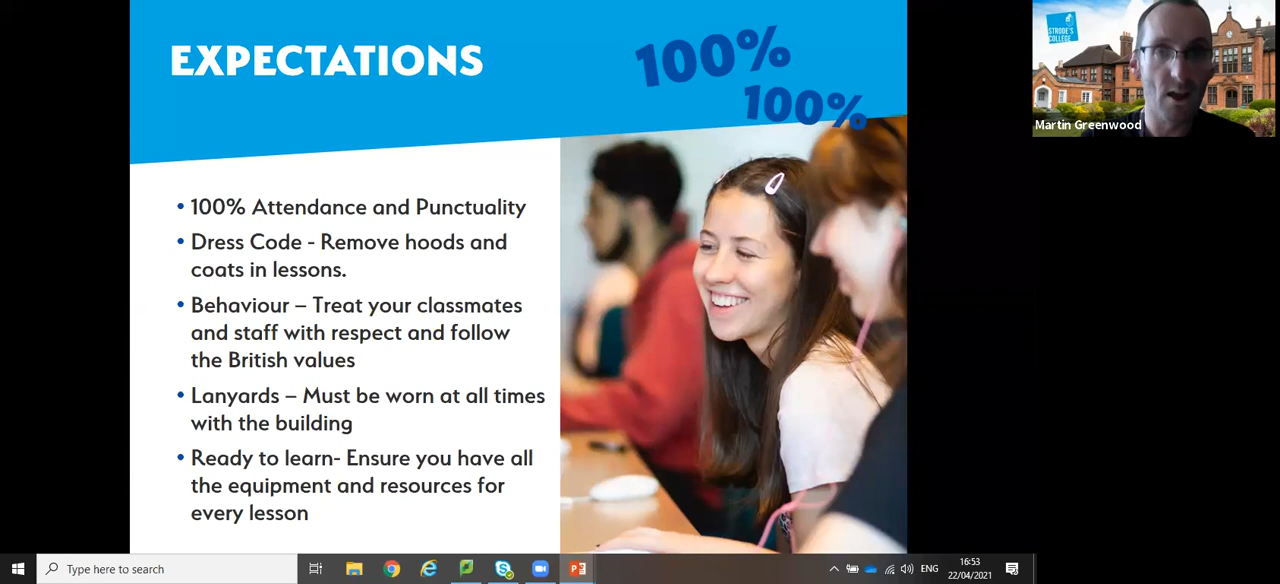 EXPECTATIONS
100%
100%
• 100% Attendance and Punctuality
• Dress Code - Remove hoods and
coats in lessons.
• Behaviour – Treat your classmates
and staff with respect and follow
the British values
• Lanyards – Must be worn at all times
with the building
• Ready to learn- Ensure you have all
the equipment and resources for
every lesson
STRODE'S
COLLEGE
Martin Greenwood
Type here to search
ENG
16:53
22/04/2021